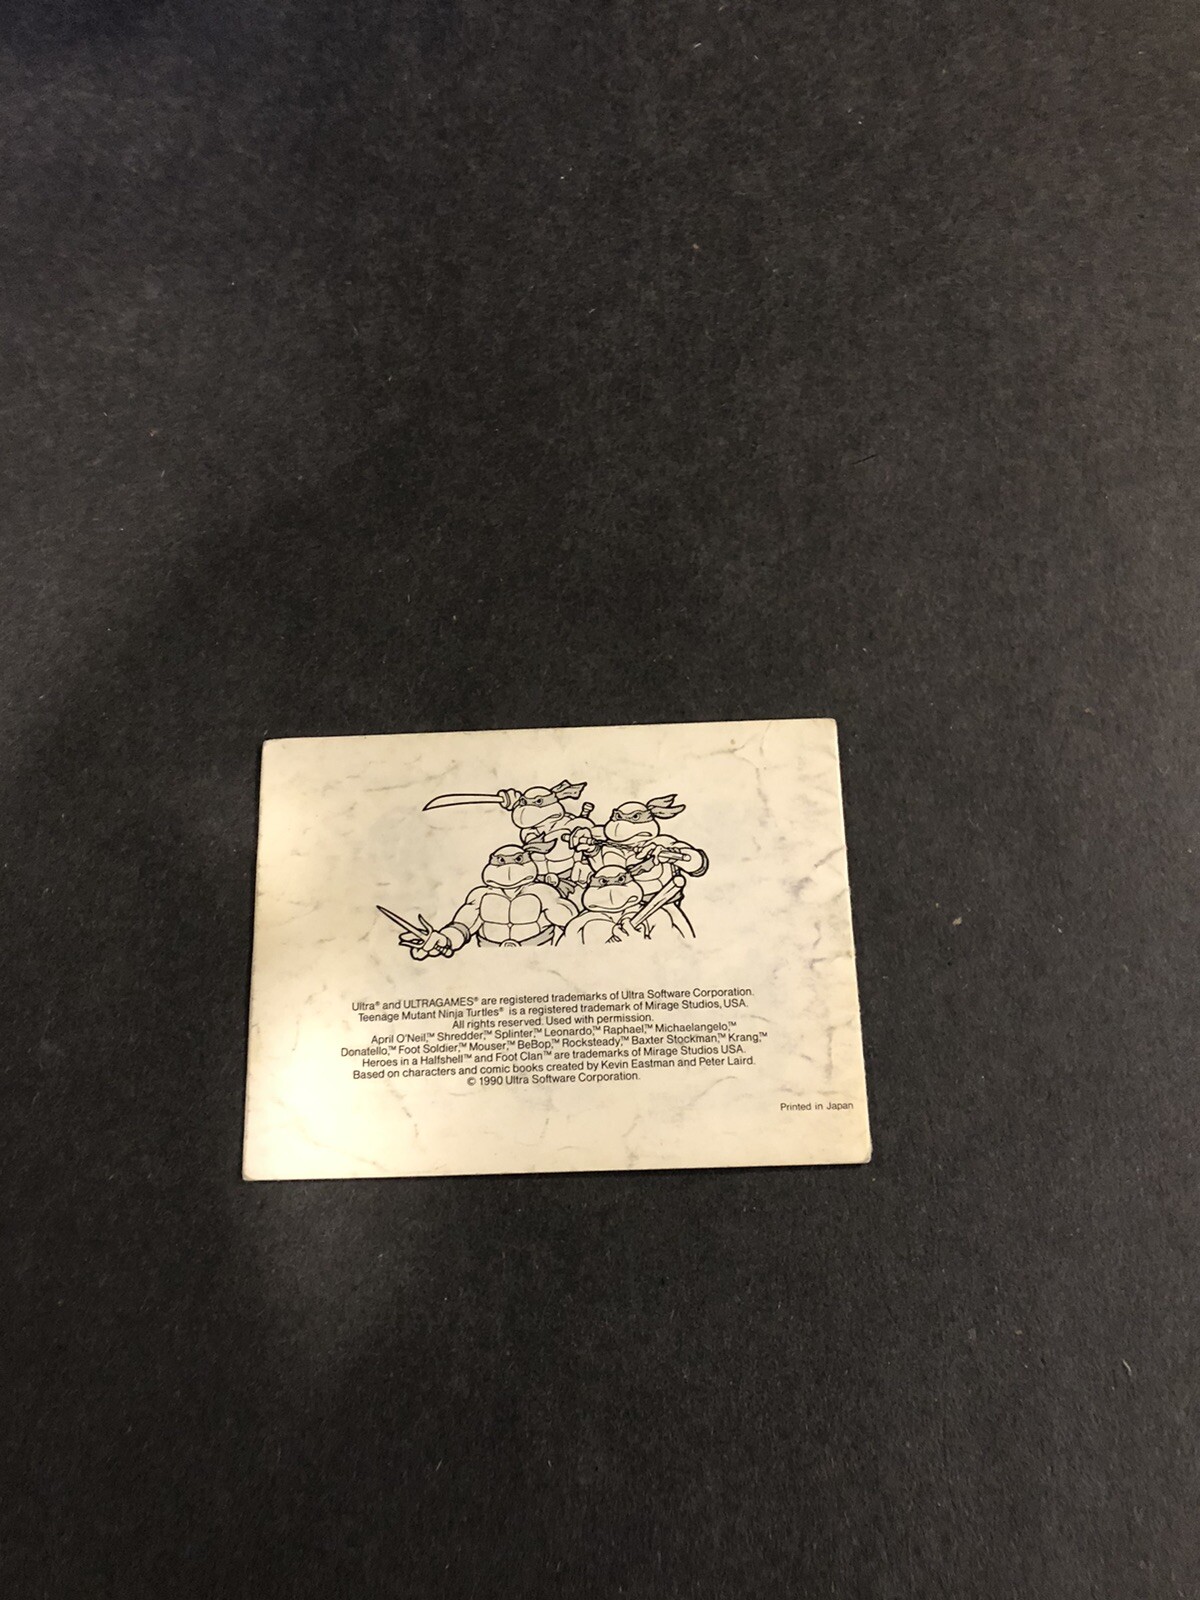 Ultra® and ULTRAGAMES® are registered trademarks of Ultra Software Corporation.
Teenage Mutant Ninja Turtles® is a registered trademark of Mirage Studios, USA.
All rights reserved. Used with permission.
April O'Neil,™ Shredder,™ Splinter,™ Leonardo,™ Raphael,™ Michaelangelo,™
Donatello,™ Foot Soldier,™ Mouser,™ BeBop,™ Rocksteady,™ Baxter Stockman,™ Krang,™
Heroes in a Halfshell™ and Foot Clan™ are trademarks of Mirage Studios USA.
Based on characters and comic books created by Kevin Eastman and Peter Laird.
© 1990 Ultra Software Corporation.
Printed in Japan